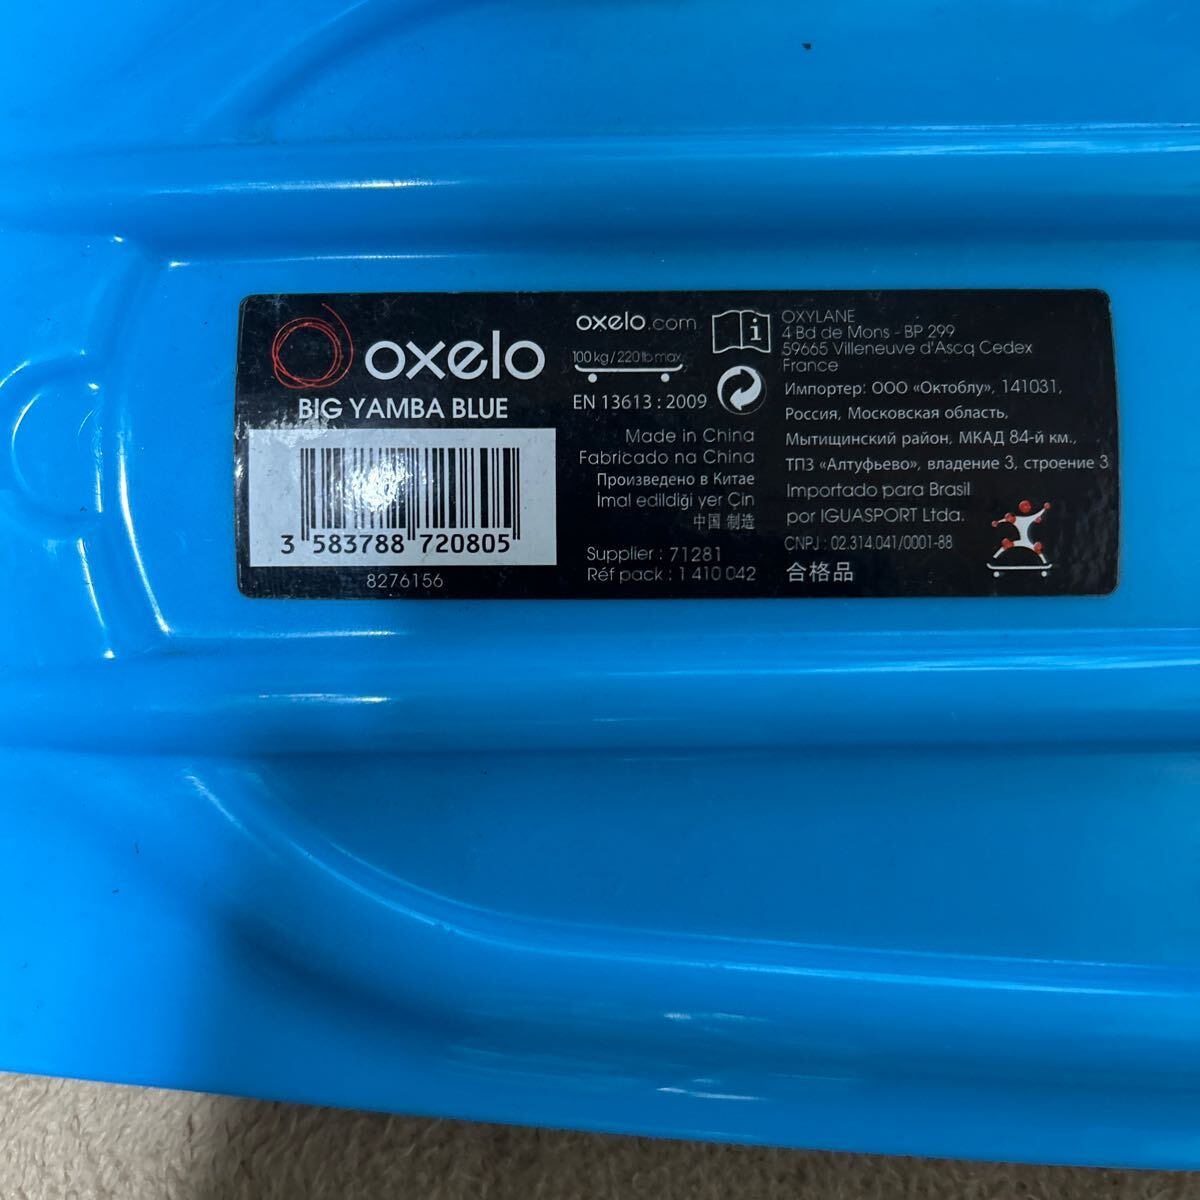 oxelo
BIG YAMBA BLUE
3 583788 720805
8276156
oxelo.com
100 kg / 220 lb max
EN 13613 : 2009
Made in China
Fabricado na China
Произведено в Китае
İmal edildiği yer Çin
中国 制造
Supplier : 71281
Réf pack : 1 410 042
OXYLANE
4 Bd de Mons - BP 299
59665 Villeneuve d'Ascq Cedex
France
Импортер: ООО «Октоблу», 141031,
Россия, Московская область,
Мытищинский район, МКАД 84-й км.,
ТПЗ «Алтуфьево», владение 3, строение 3
Importado para Brasil
por IGUASPORT Ltda.
CNPJ : 02.314.041/0001-88
合格品